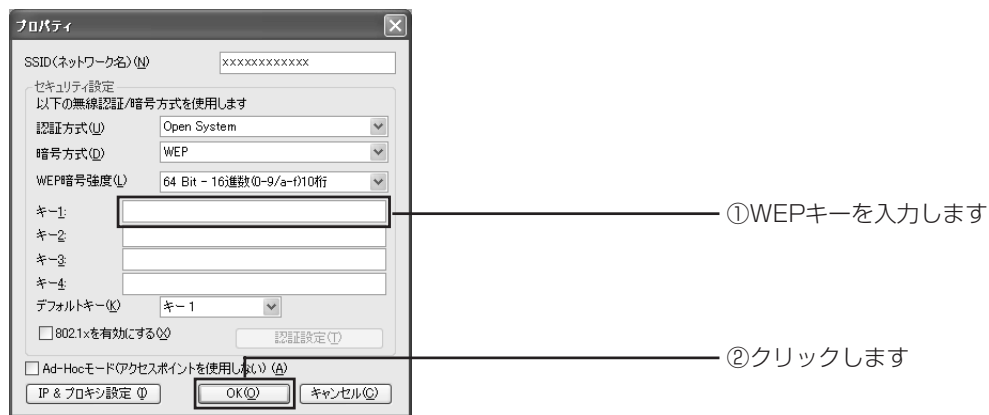 プロパティ
SSID(ネットワーク名)(N) xxxxxxxxxxxx
セキュリティ設定
以下の無線認証/暗号方式を使用します
認証方式(U) Open System
暗号方式(D) WEP
WEP暗号強度(L) 64 Bit - 16進数(0-9/a-f)10桁
キー1: ①WEPキーを入力します
キー2:
キー3:
キー4:
デフォルトキー(K) キー 1
802.1xを有効にする(X) 認証設定(T)
②クリックします
Ad-Hocモード(アクセスポイントを使用しない) (A)
IP & プロキシ設定 (I) OK(O) キャンセル(C)